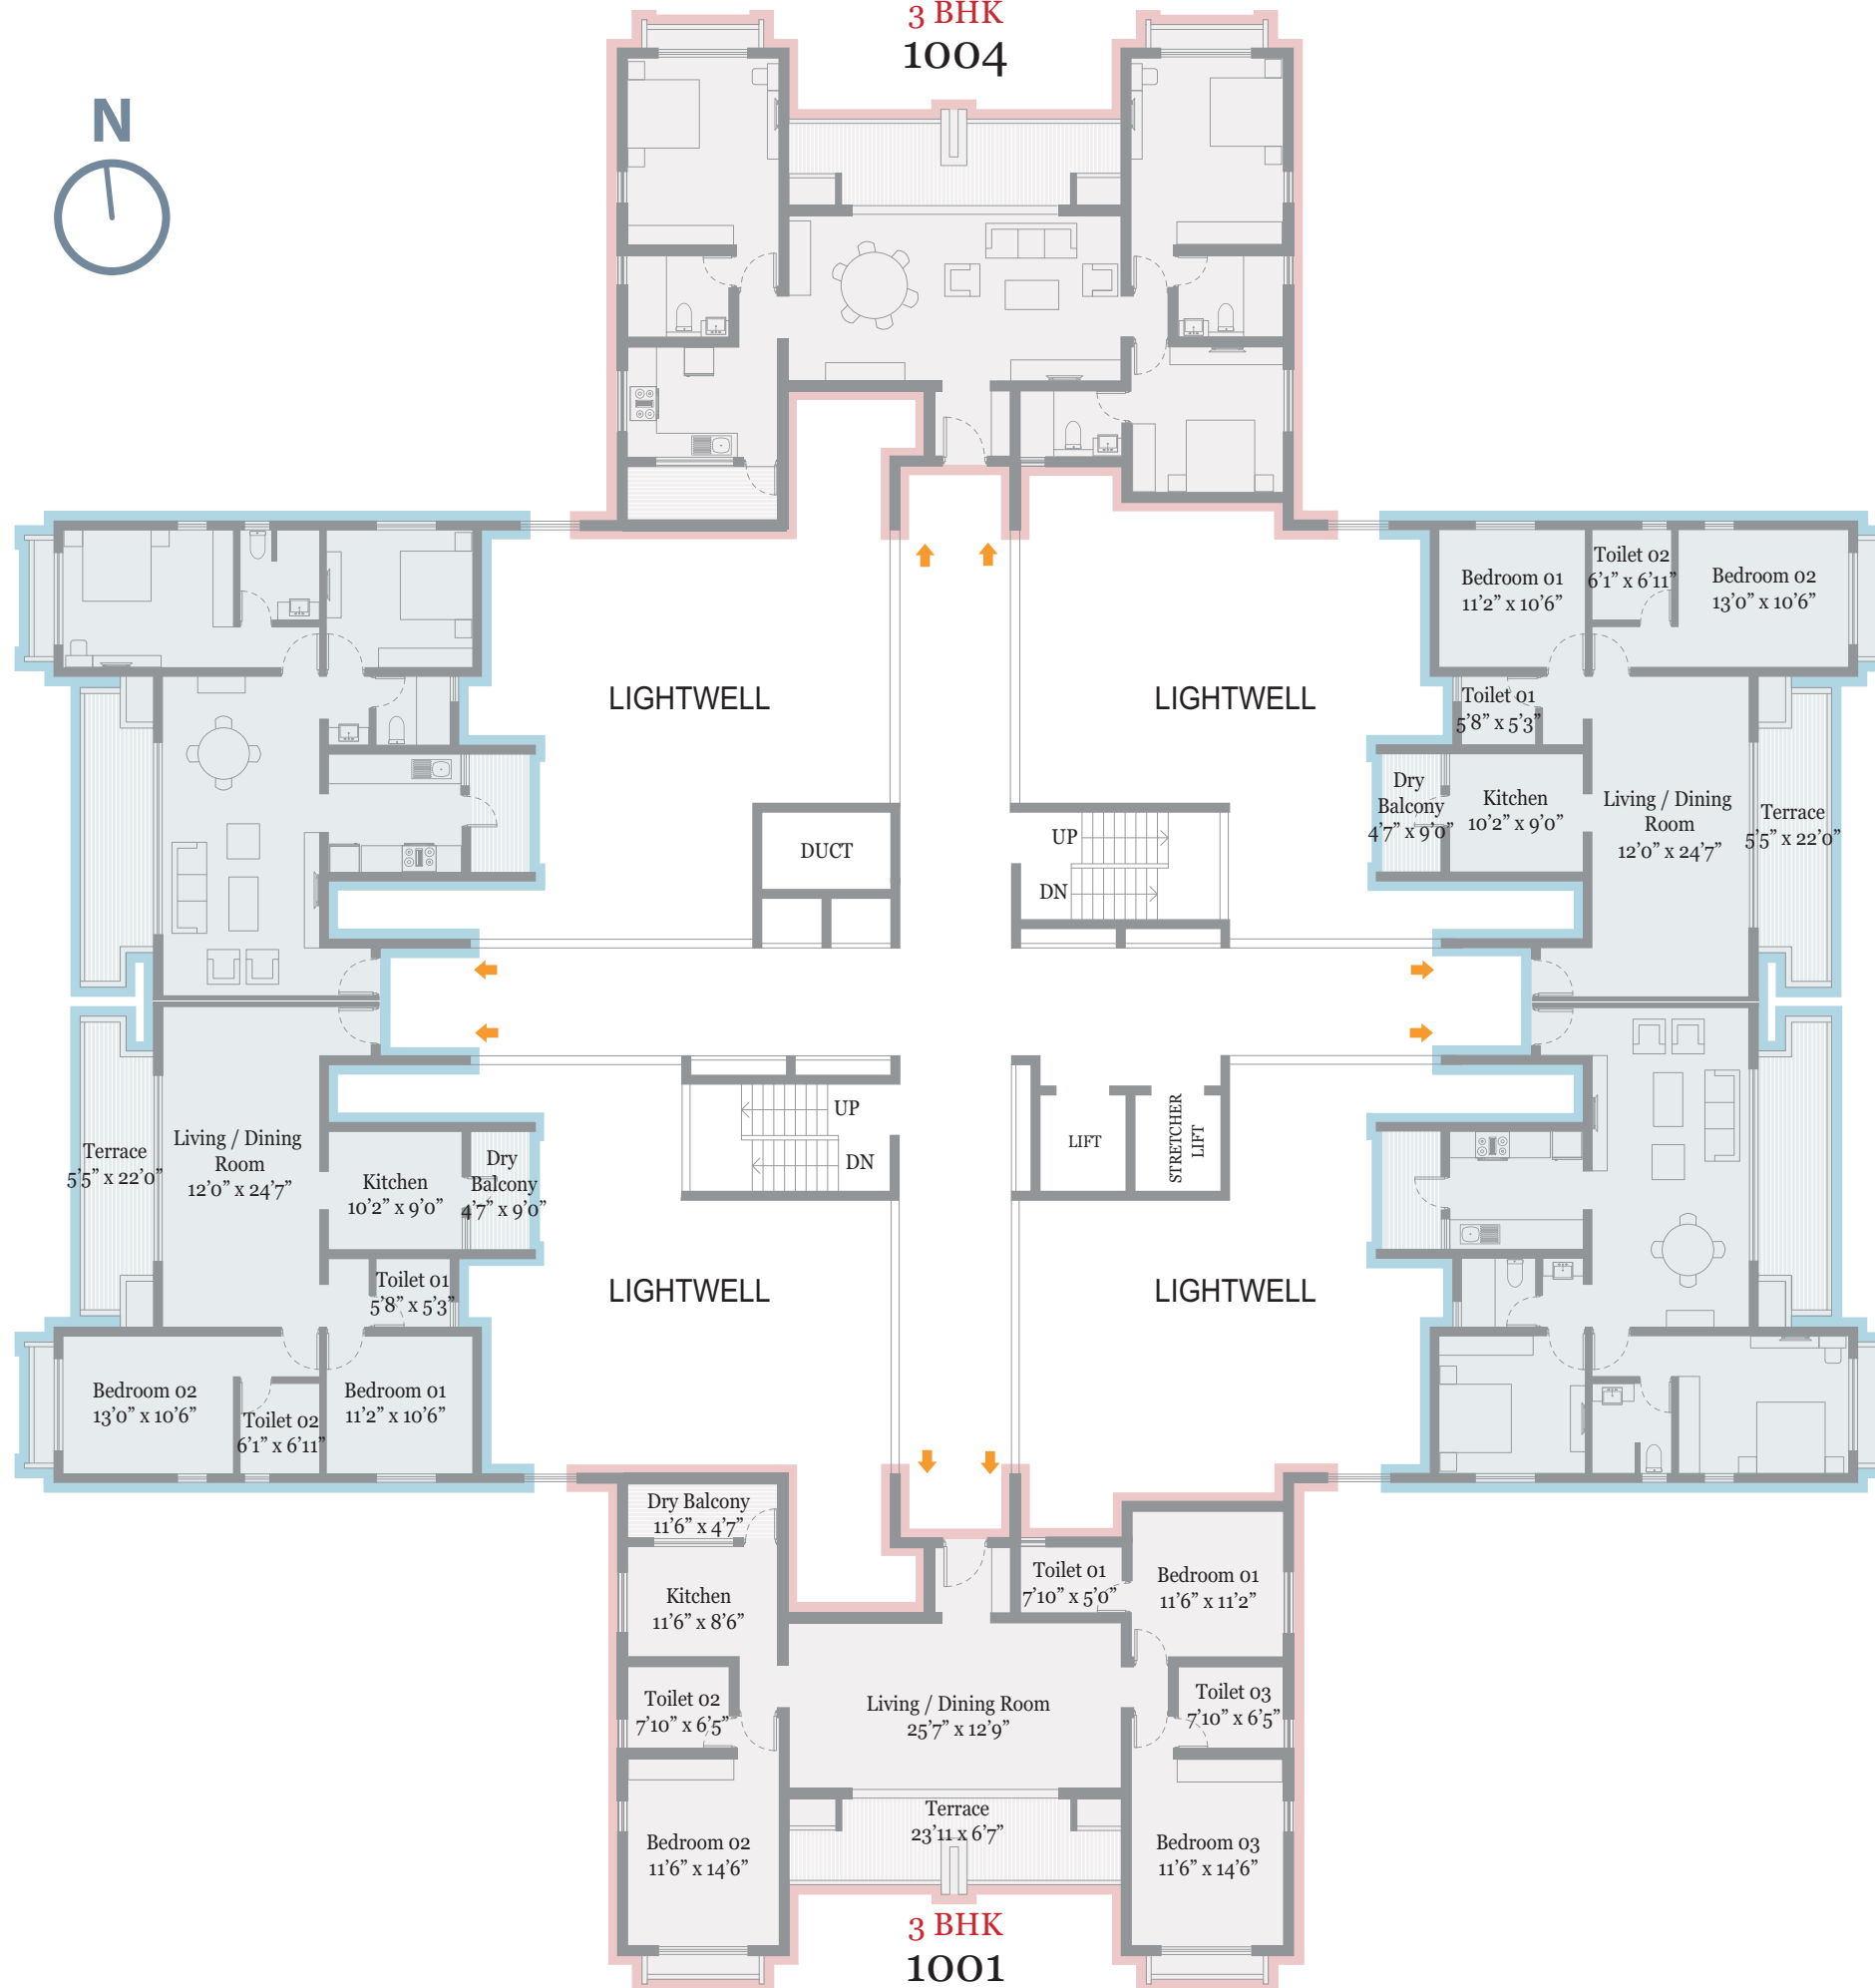 3 BHK
1004
N
Bedroom 01
11’2” x 10’6”
Toilet 02
6’1” x 6’11”
Bedroom 02
13’0” x 10’6”
LIGHTWELL
LIGHTWELL
Toilet 01
5’8” x 5’3”
Dry
Balcony
4’7” x 9’0”
Kitchen
10’2” x 9’0”
Living / Dining
Room
12’0” x 24’7”
Terrace
5’5” x 22’0”
DUCT
UP
DN
UP
DN
LIFT
STRETCHER
LIFT
Terrace
5’5” x 22’0”
Living / Dining
Room
12’0” x 24’7”
Kitchen
10’2” x 9’0”
Dry
Balcony
4’7” x 9’0”
Toilet 01
5’8” x 5’3”
LIGHTWELL
LIGHTWELL
Bedroom 02
13’0” x 10’6”
Toilet 02
6’1” x 6’11”
Bedroom 01
11’2” x 10’6”
Dry Balcony
11’6” x 4’7”
Kitchen
11’6” x 8’6”
Toilet 01
7’10” x 5’0”
Bedroom 01
11’6” x 11’2”
Toilet 02
7’10” x 6’5”
Living / Dining Room
25’7” x 12’9”
Toilet 03
7’10” x 6’5”
Terrace
23’11 x 6’7”
Bedroom 02
11’6” x 14’6”
Bedroom 03
11’6” x 14’6”
3 BHK
1001